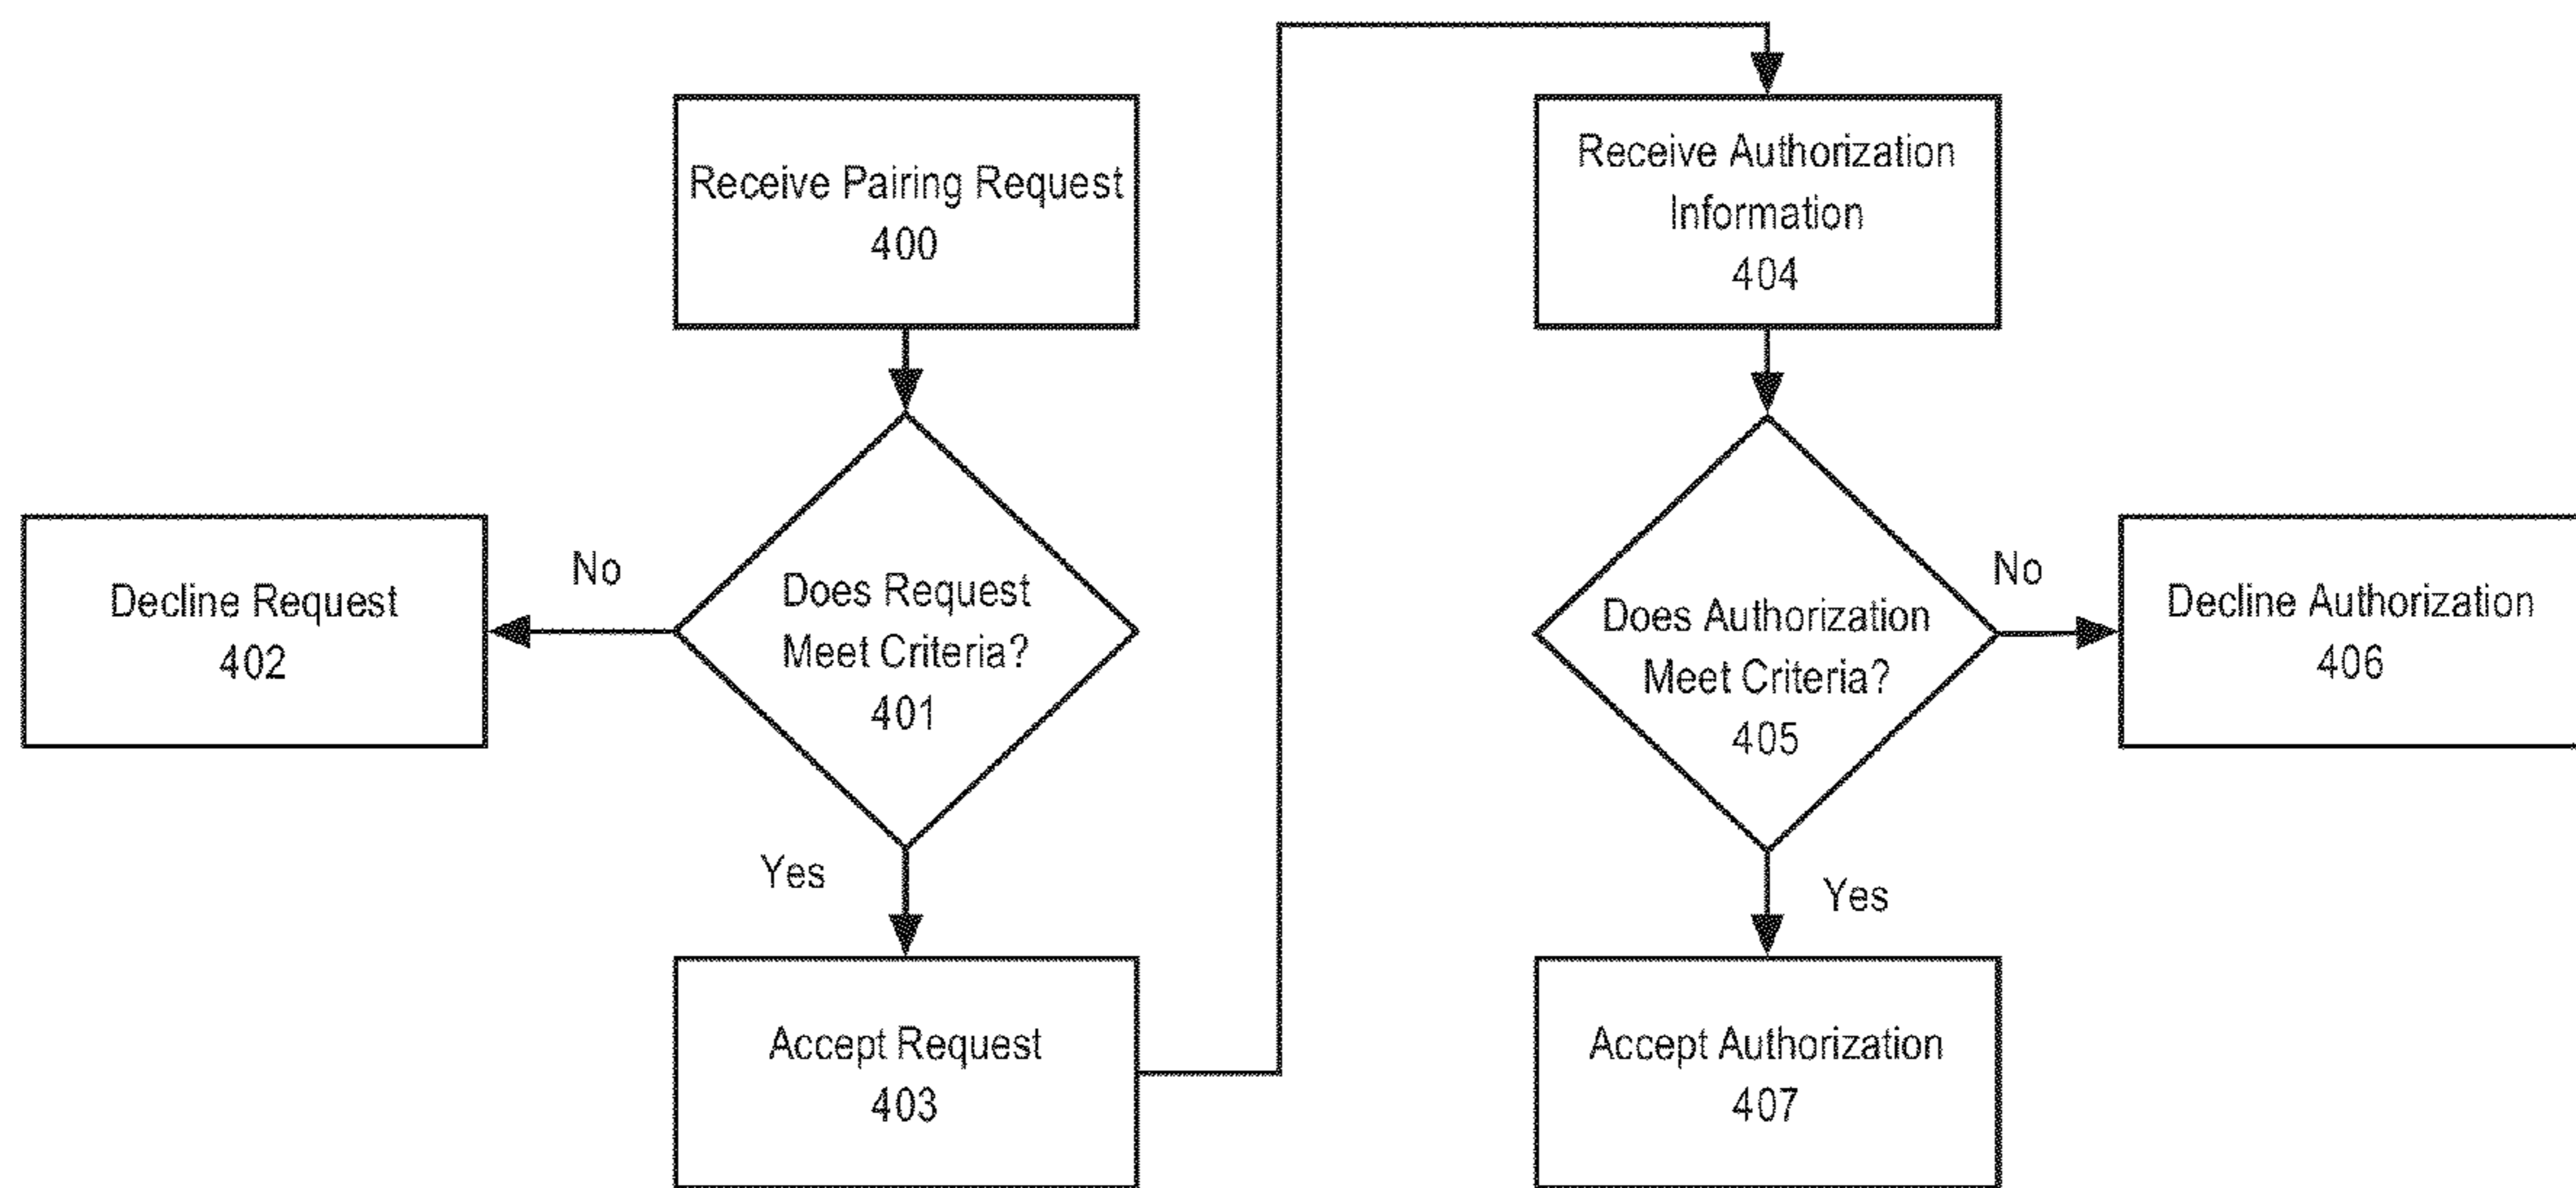 Receive Pairing Request
400
Does Request
Meet Criteria?
401
No
Decline Request
402
Yes
Accept Request
403
Receive Authorization
Information
404
Does Authorization
Meet Criteria?
405
No
Decline Authorization
406
Yes
Accept Authorization
407